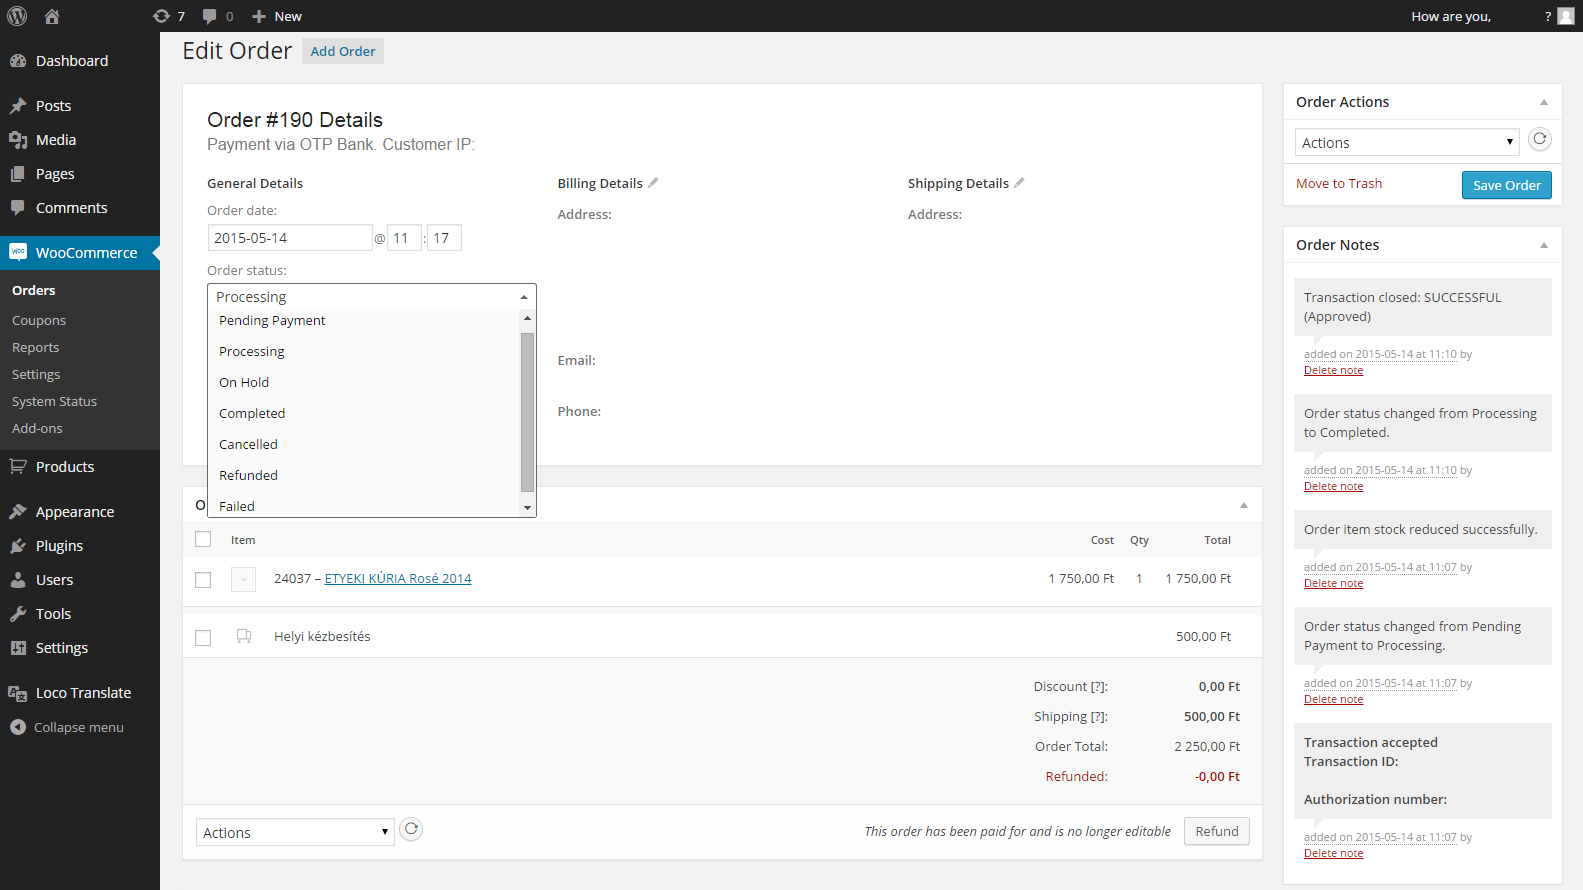 7
0
New
How are you,
?
Dashboard
Posts
Media
Pages
Comments
WooCommerce
Orders
Coupons
Reports
Settings
System Status
Add-ons
Products
Appearance
Plugins
Users
Tools
Settings
Loco Translate
Collapse menu
Edit Order
Add Order
Order #190 Details
Payment via OTP Bank. Customer IP:
General Details
Order date:
2015-05-14 @ 11 : 17
Order status:
Processing
Pending Payment
Processing
On Hold
Completed
Cancelled
Refunded
Failed
Billing Details
Address:
Email:
Phone:
Shipping Details
Address:
O
Item Cost Qty Total
24037 – ETYEKI KÚRIA Rosé 2014 1 750,00 Ft 1 1 750,00 Ft
Helyi kézbesítés 500,00 Ft
Discount [?]: 0,00 Ft
Shipping [?]: 500,00 Ft
Order Total: 2 250,00 Ft
Refunded: -0,00 Ft
Actions
This order has been paid for and is no longer editable
Refund
Order Actions
Actions
Move to Trash
Save Order
Order Notes
Transaction closed: SUCCESSFUL
(Approved)
added on 2015-05-14 at 11:10 by
Delete note
Order status changed from Processing
to Completed.
added on 2015-05-14 at 11:10 by
Delete note
Order item stock reduced successfully.
added on 2015-05-14 at 11:07 by
Delete note
Order status changed from Pending
Payment to Processing.
added on 2015-05-14 at 11:07 by
Delete note
Transaction accepted
Transaction ID:
Authorization number:
added on 2015-05-14 at 11:07 by
Delete note